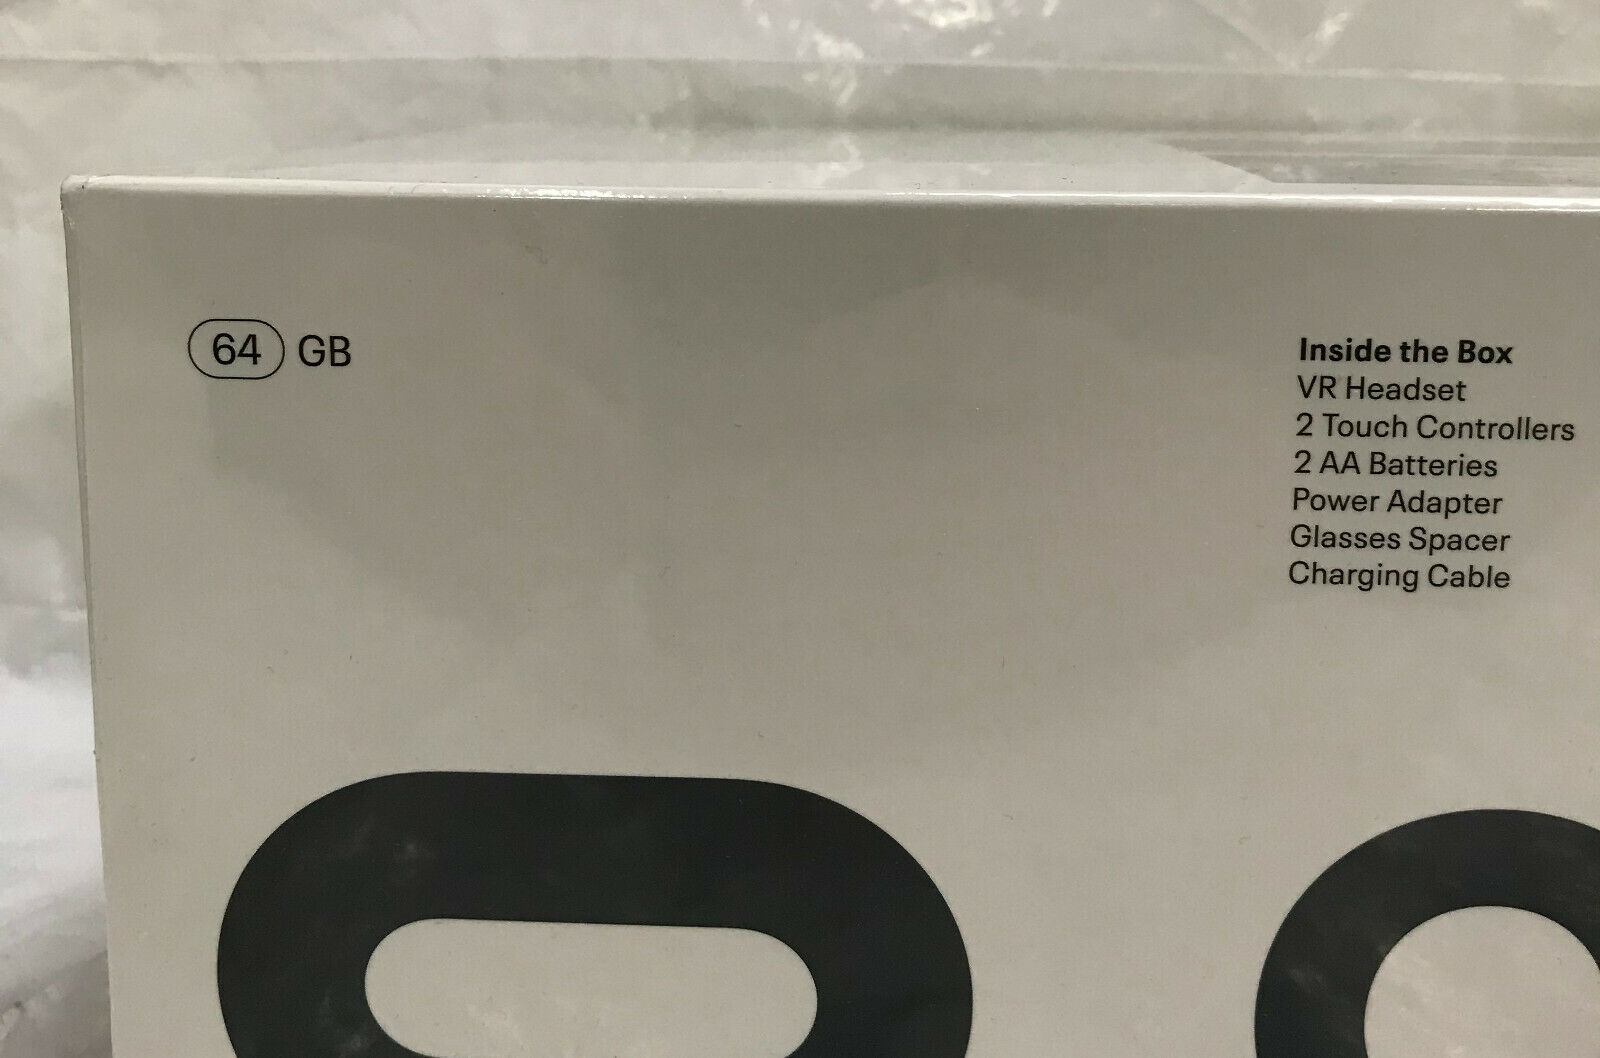 64 GB
Inside the Box
VR Headset
2 Touch Controllers
2 AA Batteries
Power Adapter
Glasses Spacer
Charging Cable